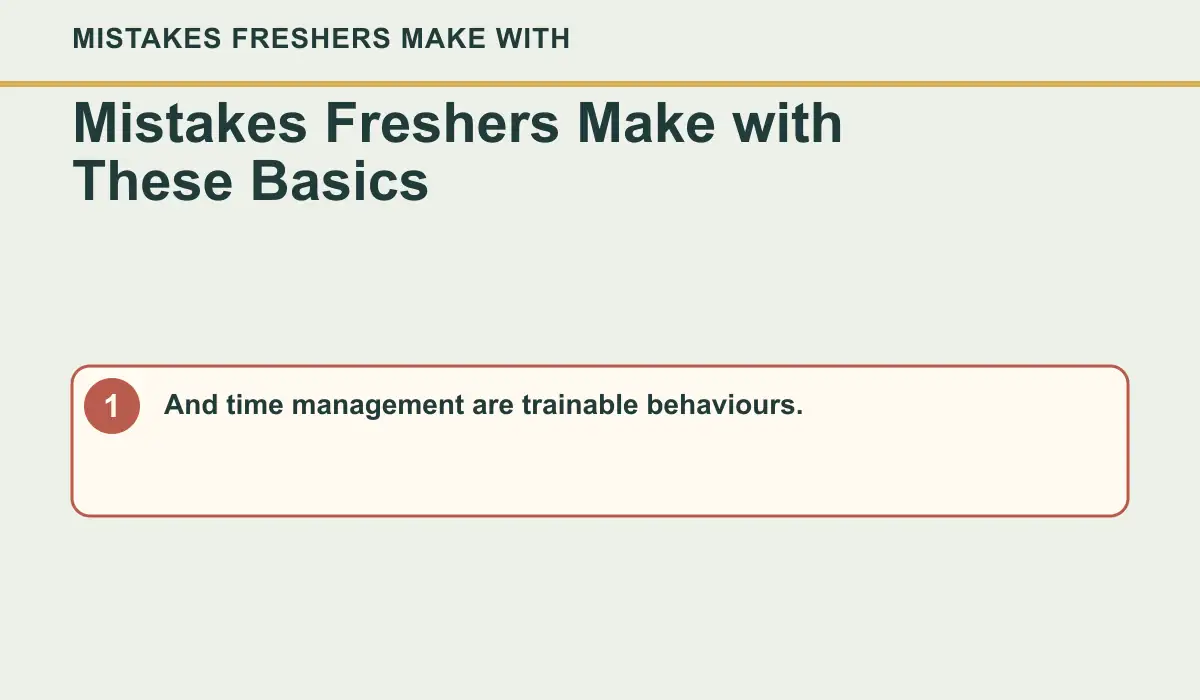 MISTAKES FRESHERS MAKE WITH
Mistakes Freshers Make with
These Basics
1
And time management are trainable behaviours.